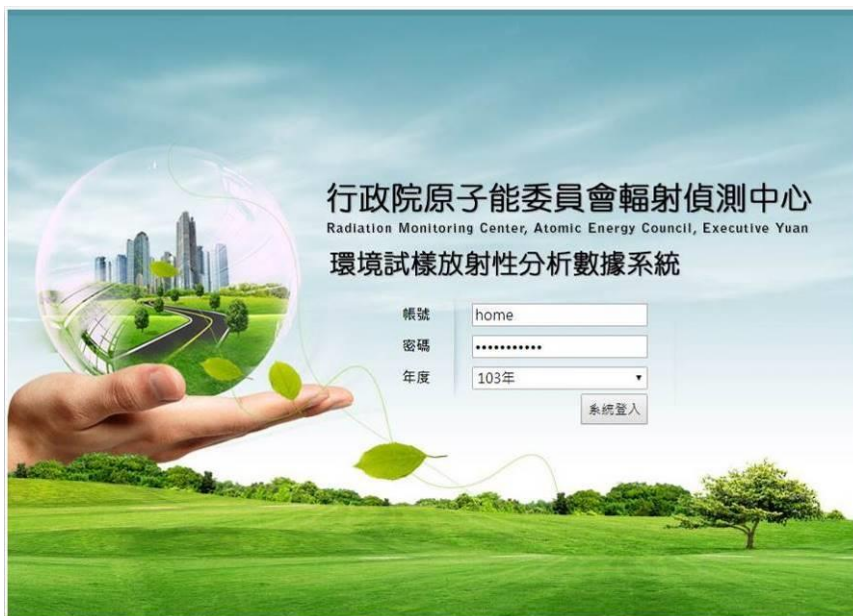 行政院原子能委員會輻射偵測中心
Radiation Monitoring Center, Atomic Energy Council, Executive Yuan
環境試樣放射性分析數據系統
帳號 home
密碼 •••••••••••
年度 103年
系統登入